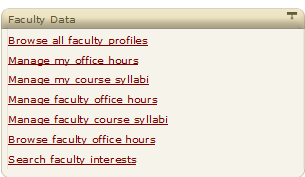 Faculty Data
Browse all faculty profiles
Manage my office hours
Manage my course syllabi
Manage faculty office hours
Manage faculty course syllabi
Browse faculty office hours
Search faculty interests